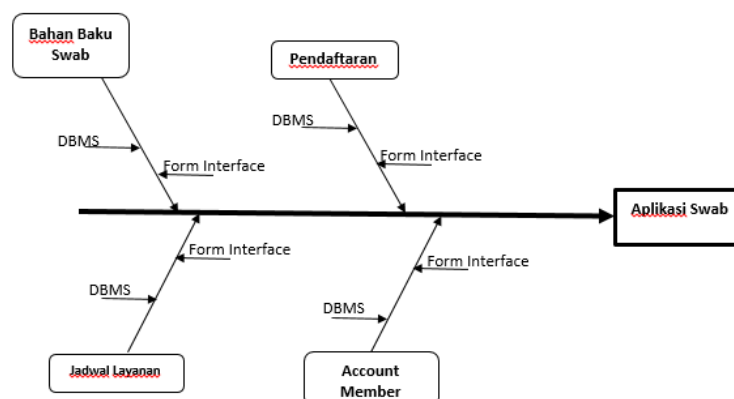 Bahan Baku
Swab
Pendaftaran
DBMS
Form Interface
DBMS
Form Interface
Aplikasi Swab
Form Interface
DBMS
Form Interface
DBMS
Jadwal Layanan
Account
Member